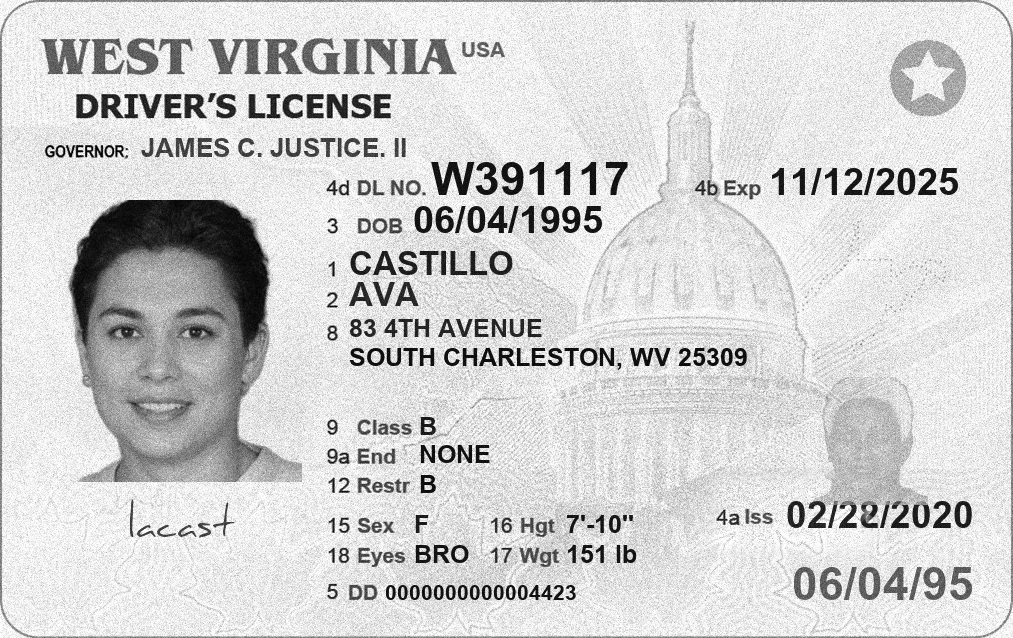 WEST VIRGINIA USA
DRIVER'S LICENSE
GOVERNOR: JAMES C. JUSTICE. II
4d DL NO. W391117 4b Exp 11/12/2025
3 DOB 06/04/1995
1 CASTILLO
2 AVA
8 83 4TH AVENUE
SOUTH CHARLESTON, WV 25309
9 Class B
9a End NONE
12 Restr B
15 Sex F 16 Hgt 7'-10" 4a Iss 02/28/2020
18 Eyes BRO 17 Wgt 151 lb
5 DD 0000000000004423
06/04/95
lacast